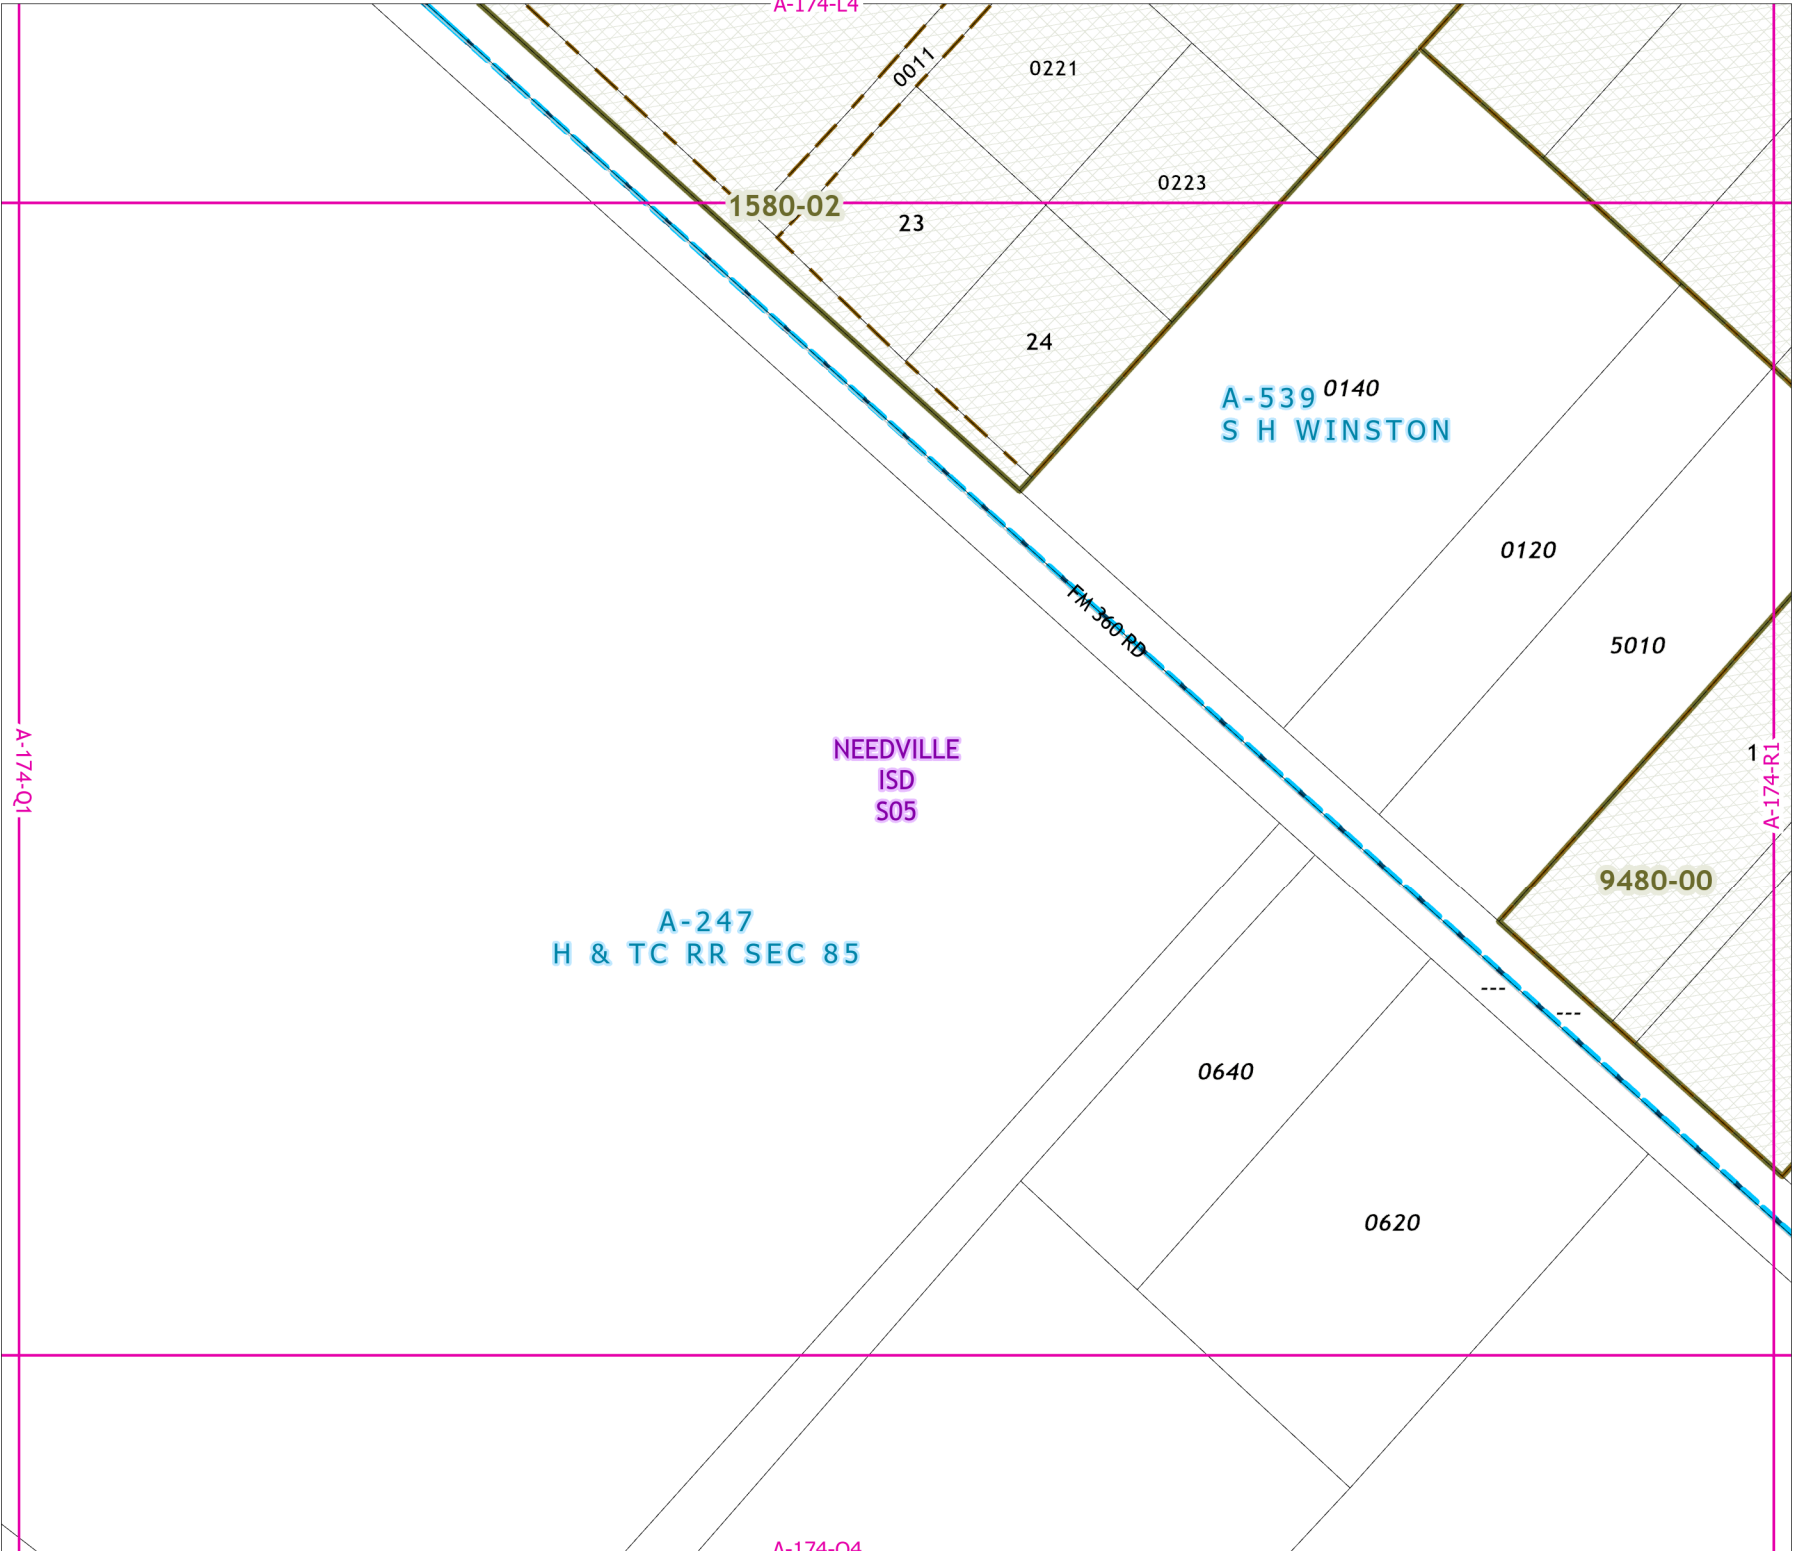 A-174-L4
0011
0221
0223
1580-02
23
24
A-539
0140
S H WINSTON
0120
FM 360 RD
5010
A-174-Q1
NEEDVILLE
ISD
S05
1
A-174-R1
9480-00
A-247
H & TC RR SEC 85
---
---
0640
0620
A-174-Q4